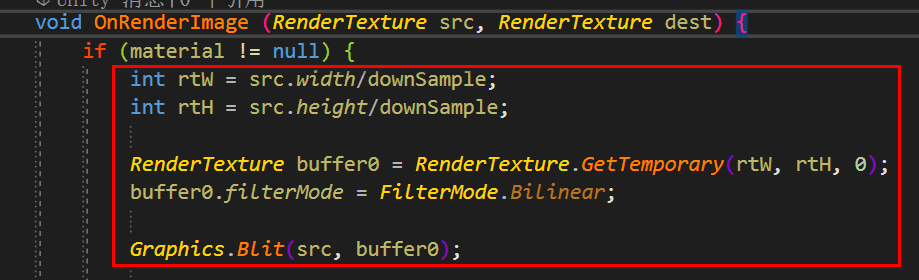 Unity 消息|0 个引用
void OnRenderImage (RenderTexture src, RenderTexture dest) {
if (material != null) {
int rtW = src.width/downSample;
int rtH = src.height/downSample;
RenderTexture buffer0 = RenderTexture.GetTemporary(rtW, rtH, 0);
buffer0.filterMode = FilterMode.Bilinear;
Graphics.Blit(src, buffer0);